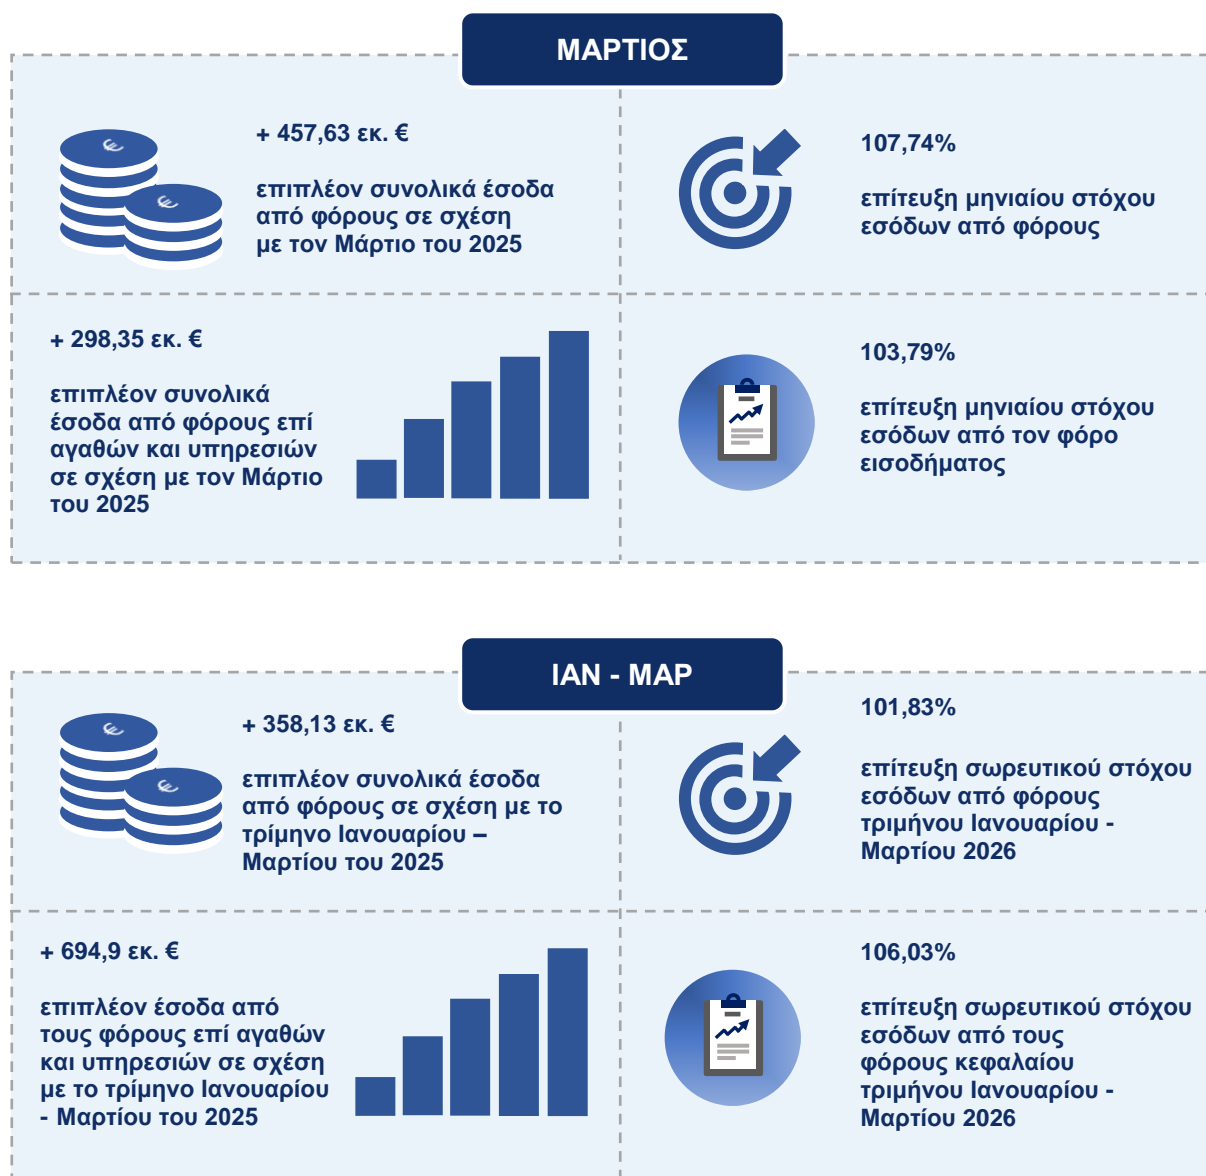 ΜΑΡΤΙΟΣ
+ 457,63 εκ. €
επιπλέον συνολικά έσοδα
από φόρους σε σχέση
με τον Μάρτιο του 2025
107,74%
επίτευξη μηνιαίου στόχου
εσόδων από φόρους
+ 298,35 εκ. €
επιπλέον συνολικά
έσοδα από φόρους επί
αγαθών και υπηρεσιών
σε σχέση με τον Μάρτιο
του 2025
103,79%
επίτευξη μηνιαίου στόχου
εσόδων από τον φόρο
εισοδήματος
ΙΑΝ - ΜΑΡ
+ 358,13 εκ. €
επιπλέον συνολικά έσοδα
από φόρους σε σχέση με το
τρίμηνο Ιανουαρίου –
Μαρτίου του 2025
101,83%
επίτευξη σωρευτικού στόχου
εσόδων από φόρους
τριμήνου Ιανουαρίου -
Μαρτίου 2026
+ 694,9 εκ. €
επιπλέον έσοδα από
τους φόρους επί αγαθών
και υπηρεσιών σε σχέση
με το τρίμηνο Ιανουαρίου
- Μαρτίου του 2025
106,03%
επίτευξη σωρευτικού στόχου
εσόδων από τους
φόρους κεφαλαίου
τριμήνου Ιανουαρίου -
Μαρτίου 2026